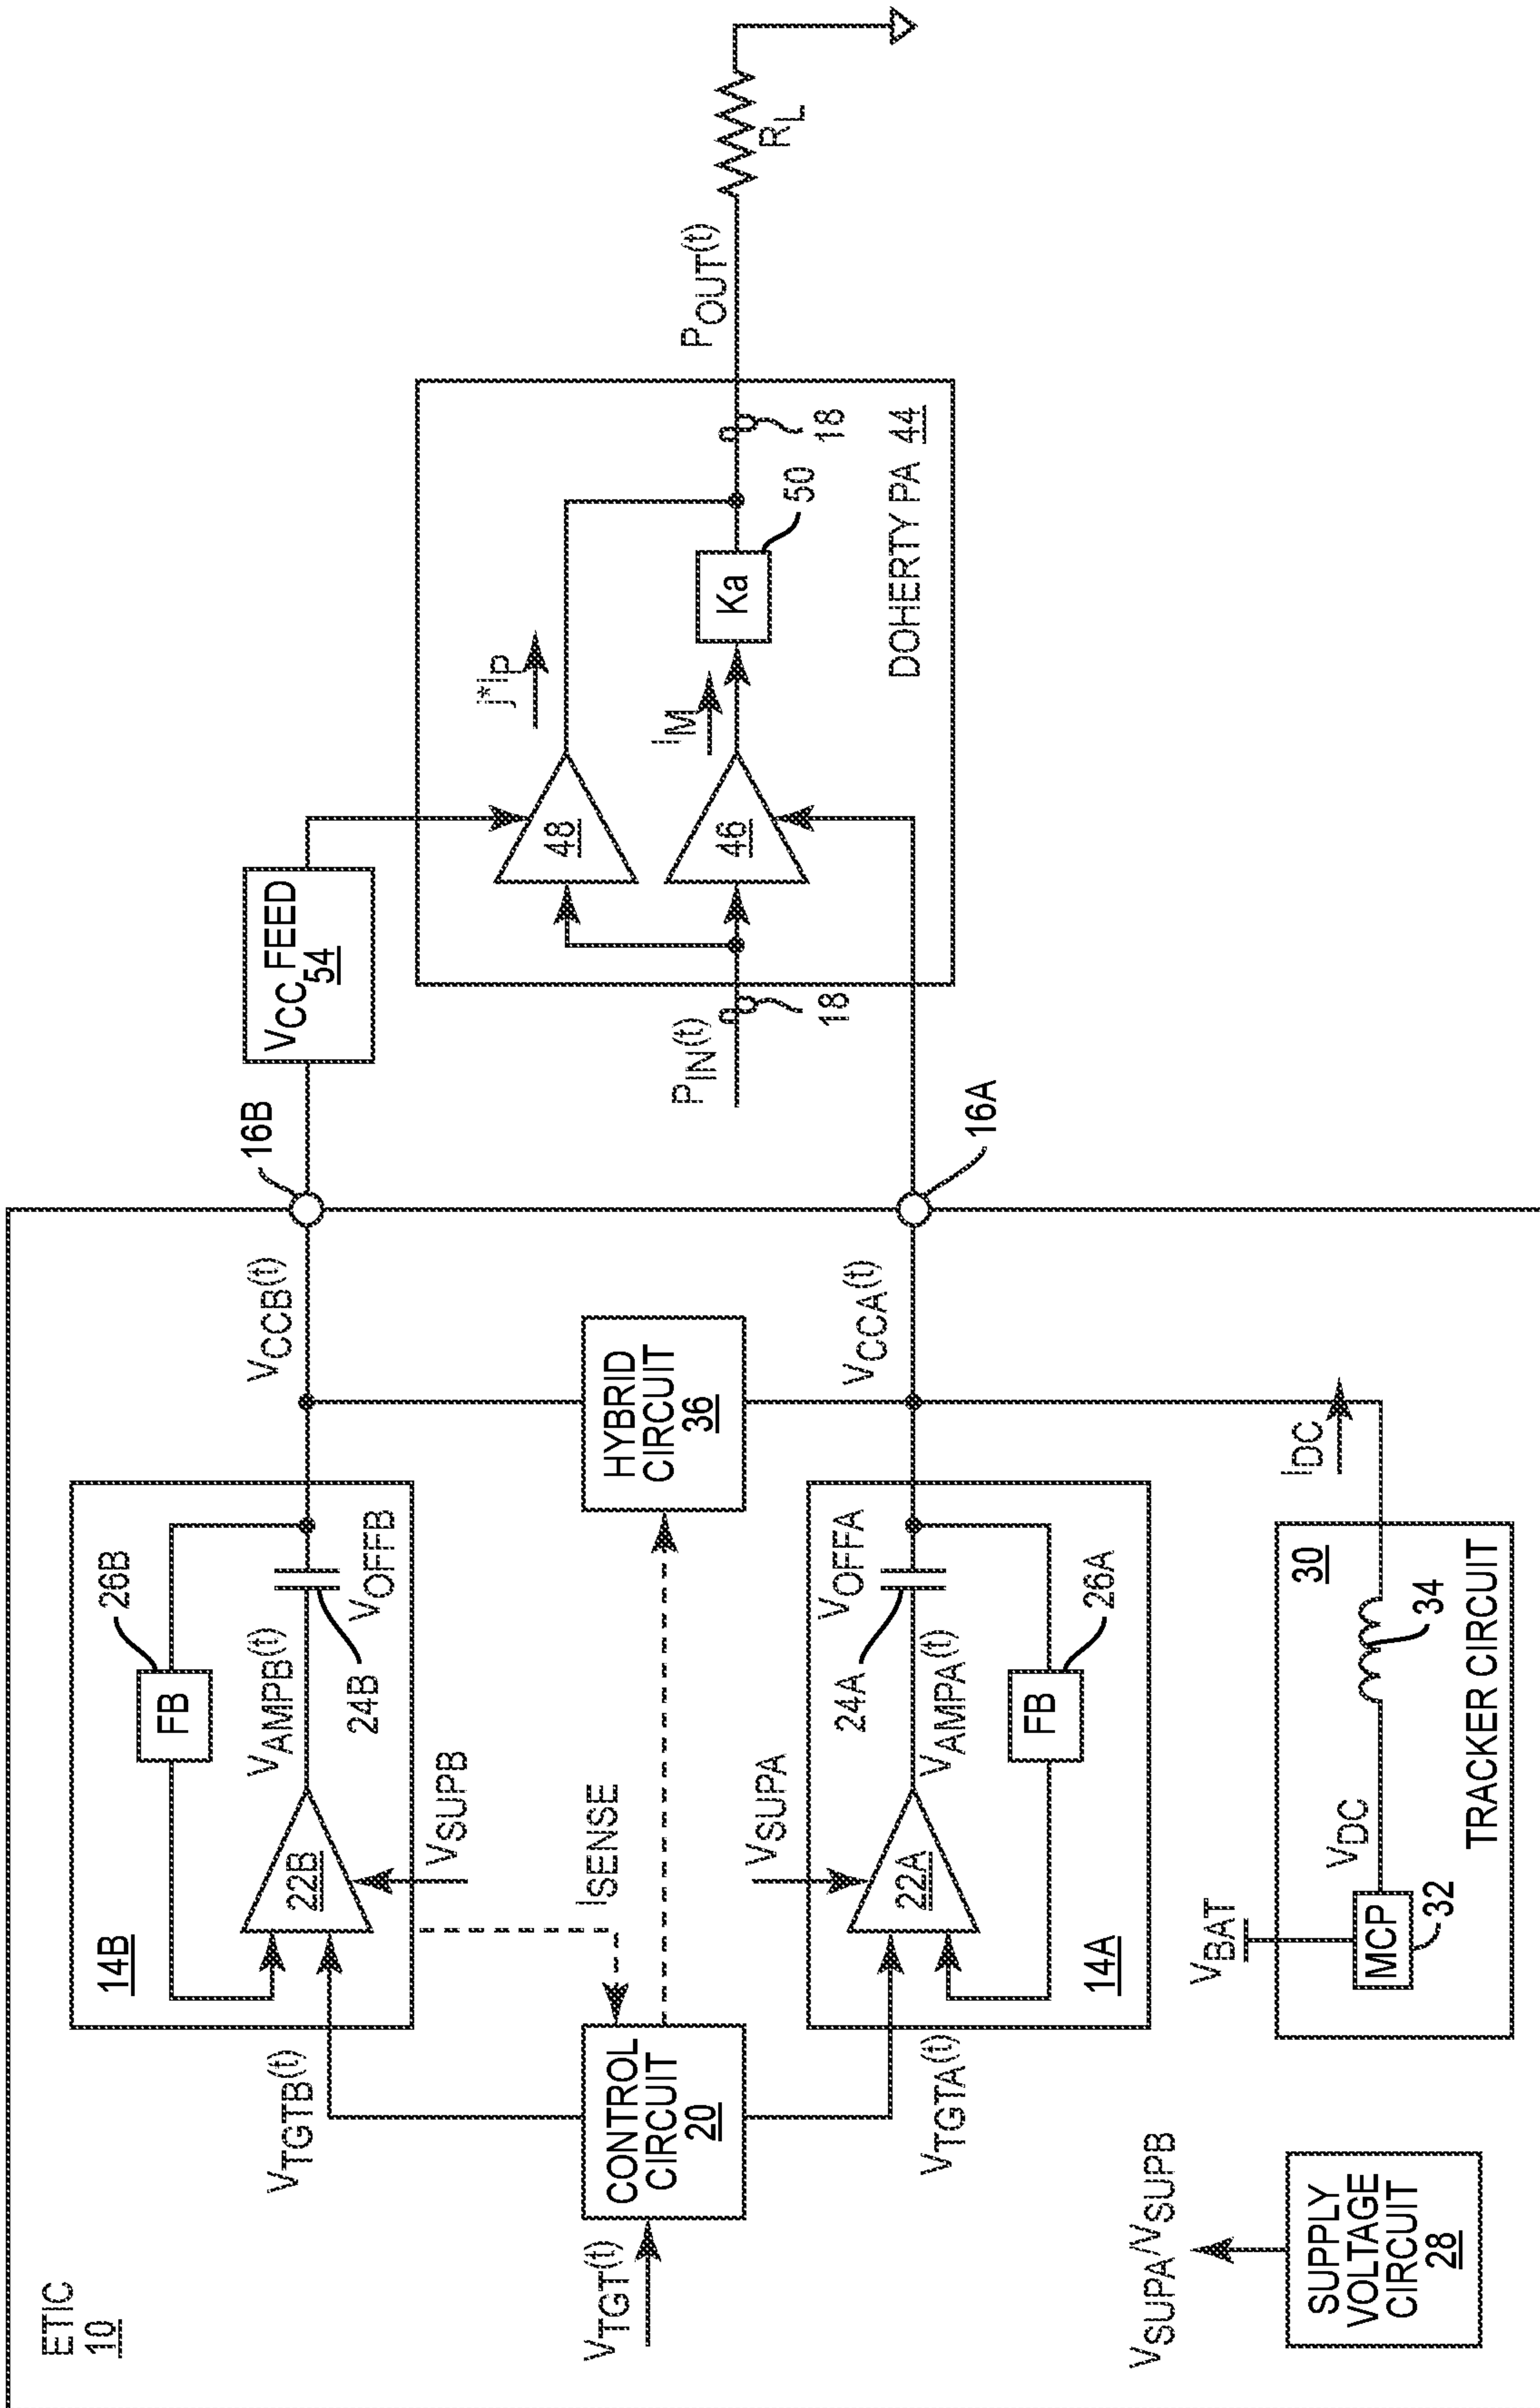 ETIC
10
VTGT(t)
CONTROL
CIRCUIT
20
VTGTB(t)
VTGTA(t)
ISENSE
14B
22B
FB
26B
VAMPB(t)
24B
VOFFB
VSUPB
HYBRID
CIRCUIT
36
VSUPA
14A
22A
FB
26A
VAMPA(t)
24A
VOFFA
VCCB(t)
16B
VCCA(t)
16A
SUPPLY
VOLTAGE
CIRCUIT
28
VSUPA/VSUPB
VBAT
MCP
32
VDC
34
30
TRACKER CIRCUIT
IDC
VCC FEED
54
PIN(t)
18
48
46
j*IP
IM
Ka
50
DOHERTY PA 44
18
POUT(t)
RL